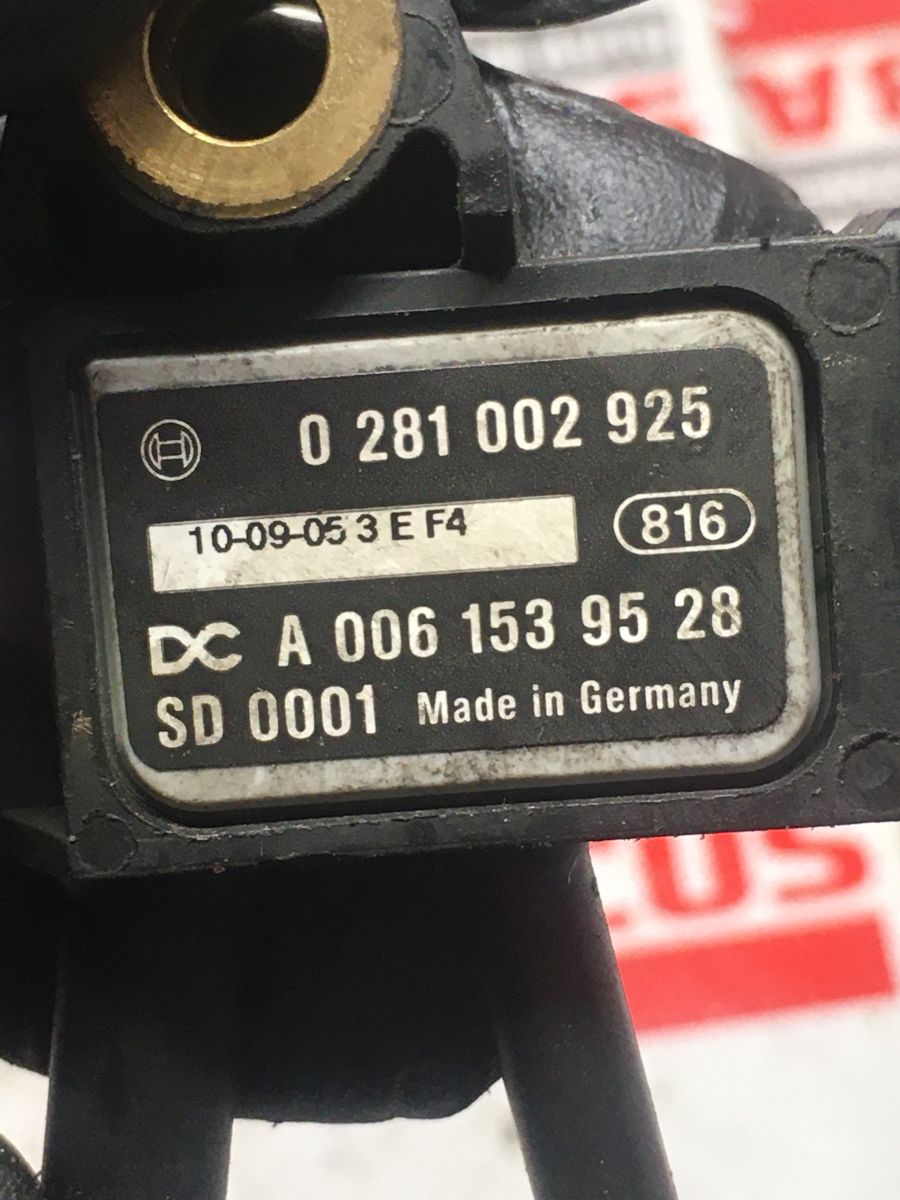 0 281 002 925
10-09-05 3 E F4
816
DC A 006 153 95 28
SD 0001 Made in Germany